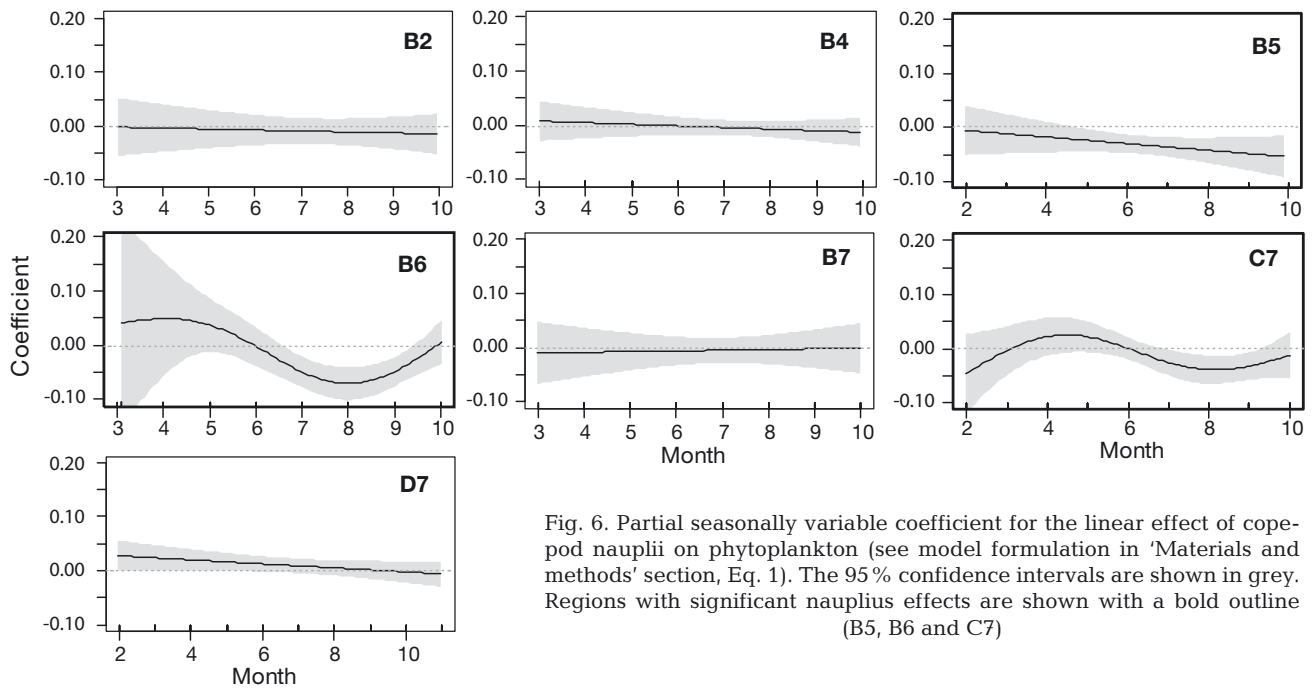 0.20
0.10
0.00
-0.10
B2
3 4 5 6 7 8 9 10
0.20
0.10
0.00
-0.10
B4
3 4 5 6 7 8 9 10
0.20
0.10
0.00
-0.10
B5
2 4 6 8 10
Coefficient
0.20
0.10
0.00
-0.10
B6
3 4 5 6 7 8 9 10
0.20
0.10
0.00
-0.10
B7
3 4 5 6 7 8 9 10
Month
0.20
0.10
0.00
-0.10
C7
2 4 6 8 10
Month
0.20
0.10
0.00
-0.10
D7
2 4 6 8 10
Month
Fig. 6. Partial seasonally variable coefficient for the linear effect of cope-
pod nauplii on phytoplankton (see model formulation in ‘Materials and
methods’ section, Eq. 1). The 95% confidence intervals are shown in grey.
Regions with significant nauplius effects are shown with a bold outline
(B5, B6 and C7)